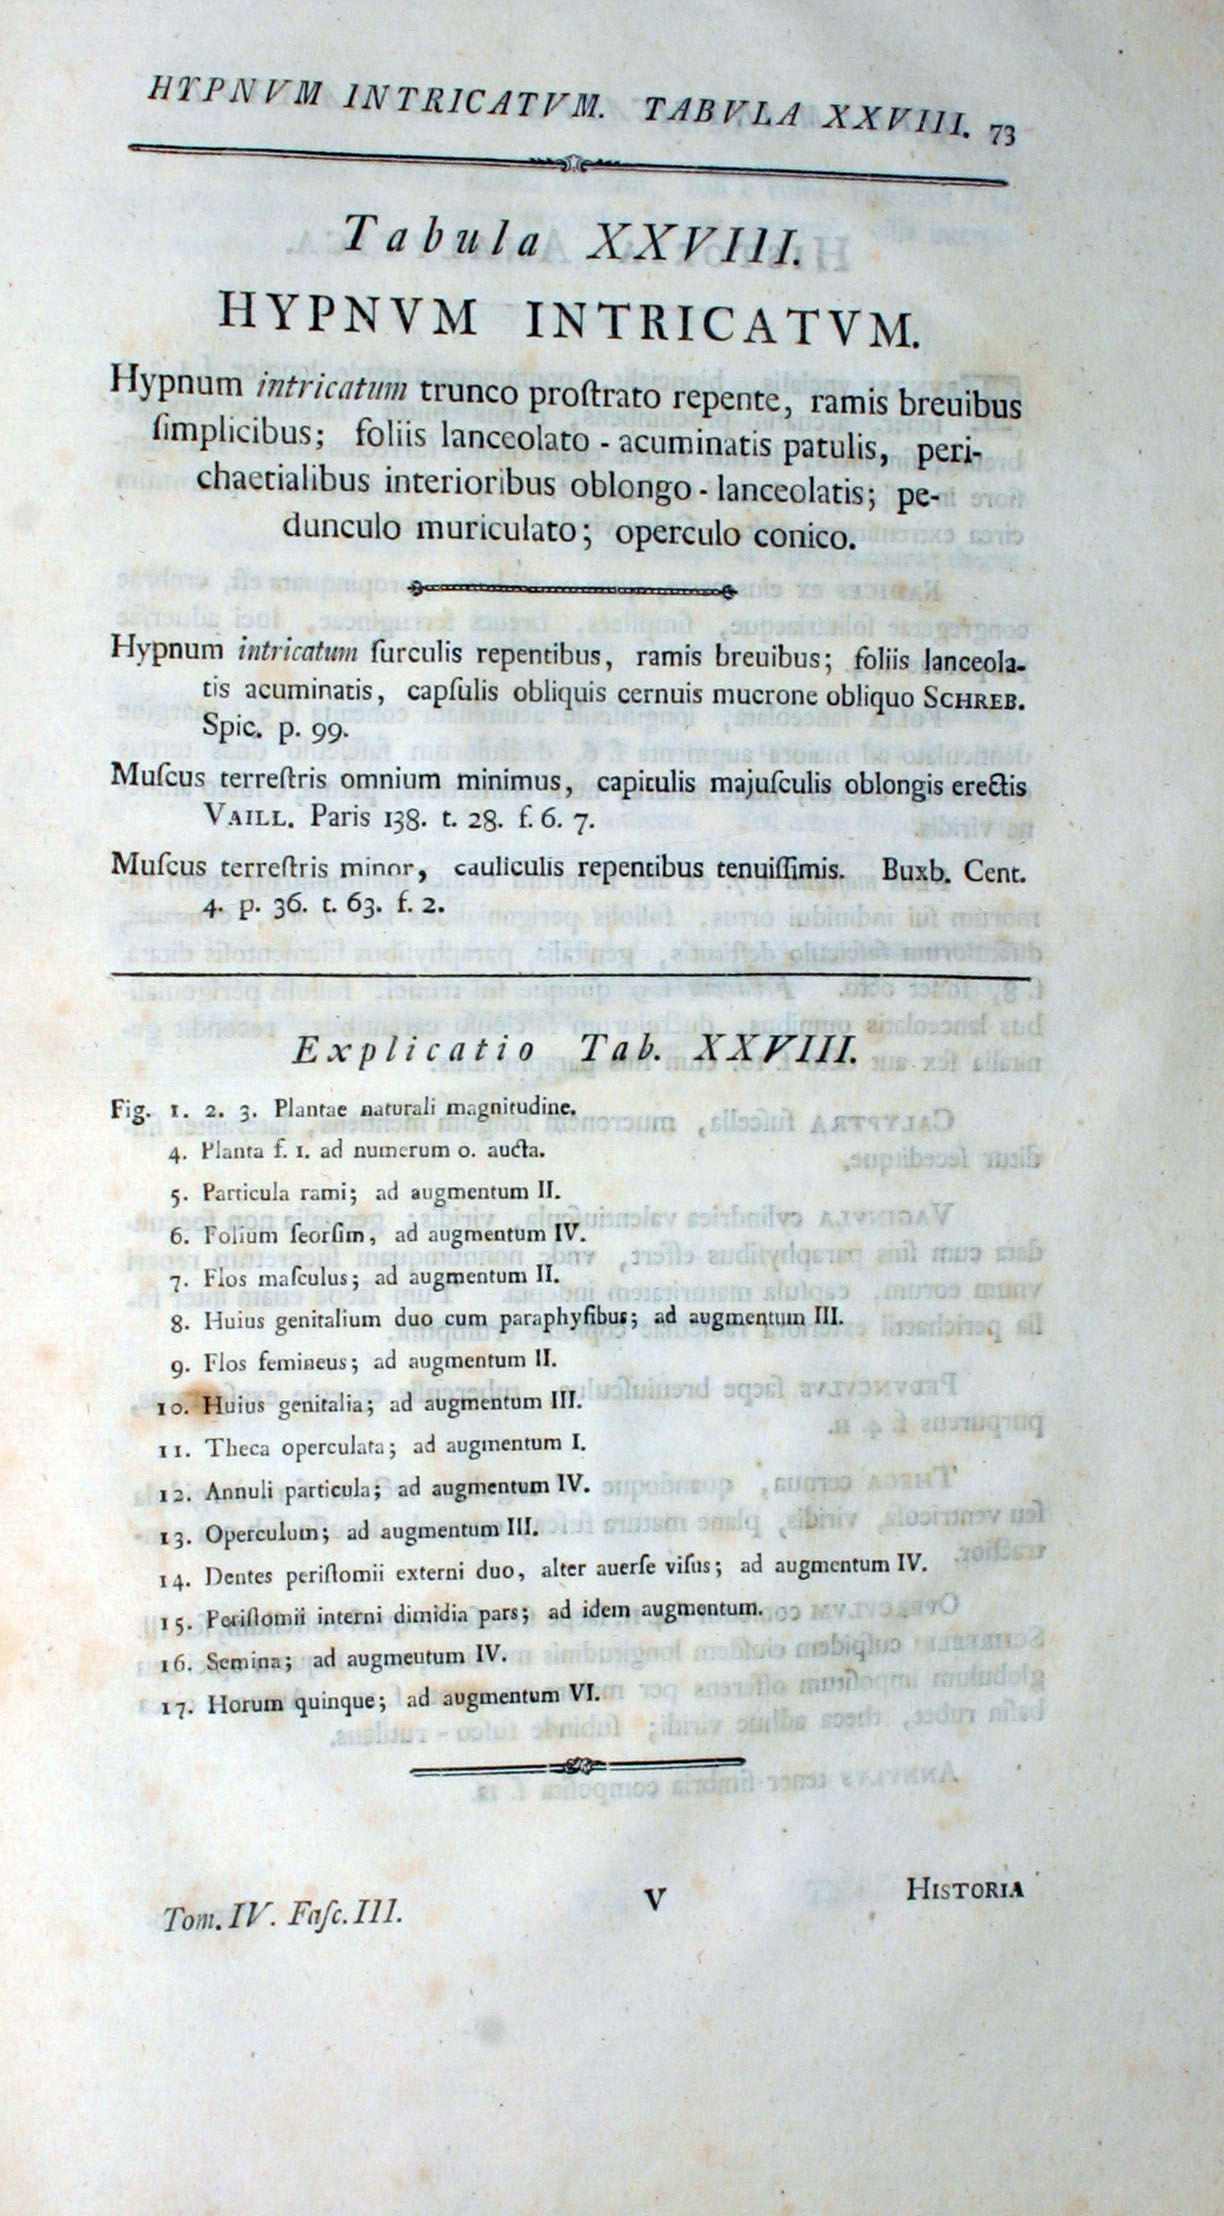 HYPNVM INTRICATVM. TABVLA XXVIII. 73
Tabula XXVIII.
HYPNVM INTRICATVM.
Hypnum intricatum trunco proſtrato repente, ramis breuibus
ſimplicibus; foliis lanceolato - acuminatis patulis, peri-
chaetialibus interioribus oblongo - lanceolatis; pe-
dunculo muriculato; operculo conico.
Hypnum intricatum ſurculis repentibus, ramis breuibus; foliis lanceola-
tis acuminatis, capſulis obliquis cernuis mucrone obliquo SCHREB.
Spic. p. 99.
Muſcus terreſtris omnium minimus, capitulis majuſculis oblongis erectis
VAILL. Paris 138. t. 28. f. 6. 7.
Muſcus terreſtris minor, cauliculis repentibus tenuiſſimis. Buxb. Cent.
4. p. 36. t. 63. f. 2.
Explicatio Tab. XXVIII.
Fig. 1. 2. 3. Plantae naturali magnitudine.
4. Planta f. 1. ad numerum 0. aucta.
5. Particula rami; ad augmentum II.
6. Folium ſeorſim, ad augmentum IV.
7. Flos maſculus; ad augmentum II.
8. Huius genitalium duo cum paraphyſibus; ad augmentum III.
9. Flos femineus; ad augmentum II.
10. Huius genitalia; ad augmentum III.
11. Theca operculata; ad augmentum I.
12. Annuli particula; ad augmentum IV.
13. Operculum; ad augmentum III.
14. Dentes periſtomii externi duo, alter auerſe viſus; ad augmentum IV.
15. Periſtomii interni dimidia pars; ad idem augmentum.
16. Semina; ad augmeutum IV.
17. Horum quinque; ad augmentum VI.
Tom. IV. Faſc. III. V HISTORIA